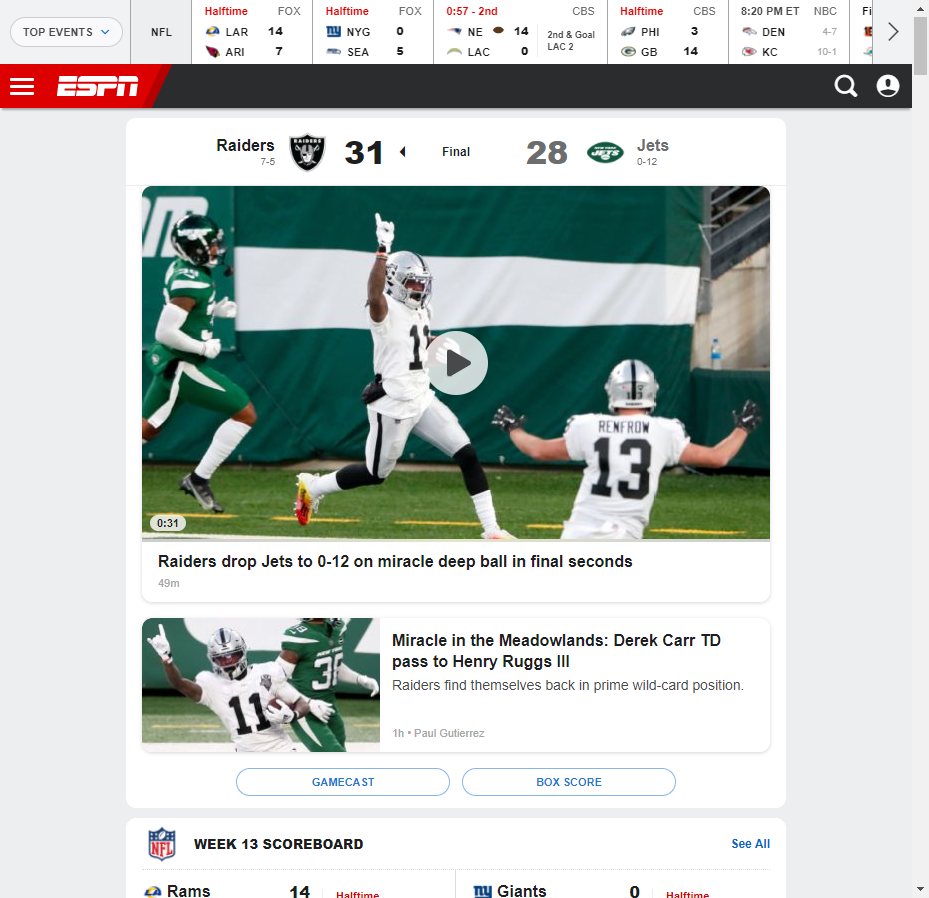 TOP EVENTS
NFL
Halftime FOX
LAR 14
ARI 7
Halftime FOX
NYG 0
SEA 5
0:57 - 2nd CBS
NE 14
LAC 0
2nd & Goal
LAC 2
Halftime CBS
PHI 3
GB 14
8:20 PM ET NBC
DEN 4-7
KC 10-1
ESPN
Raiders
7-5
RAIDERS
31
Final
28
JETS
Jets
0-12
RENFROW
13
0:31
Raiders drop Jets to 0-12 on miracle deep ball in final seconds
49m
11
Miracle in the Meadowlands: Derek Carr TD
pass to Henry Ruggs III
Raiders find themselves back in prime wild-card position.
1h • Paul Gutierrez
GAMECAST
BOX SCORE
NFL
WEEK 13 SCOREBOARD
See All
Rams 14 Halftime
Giants 0 Halftime